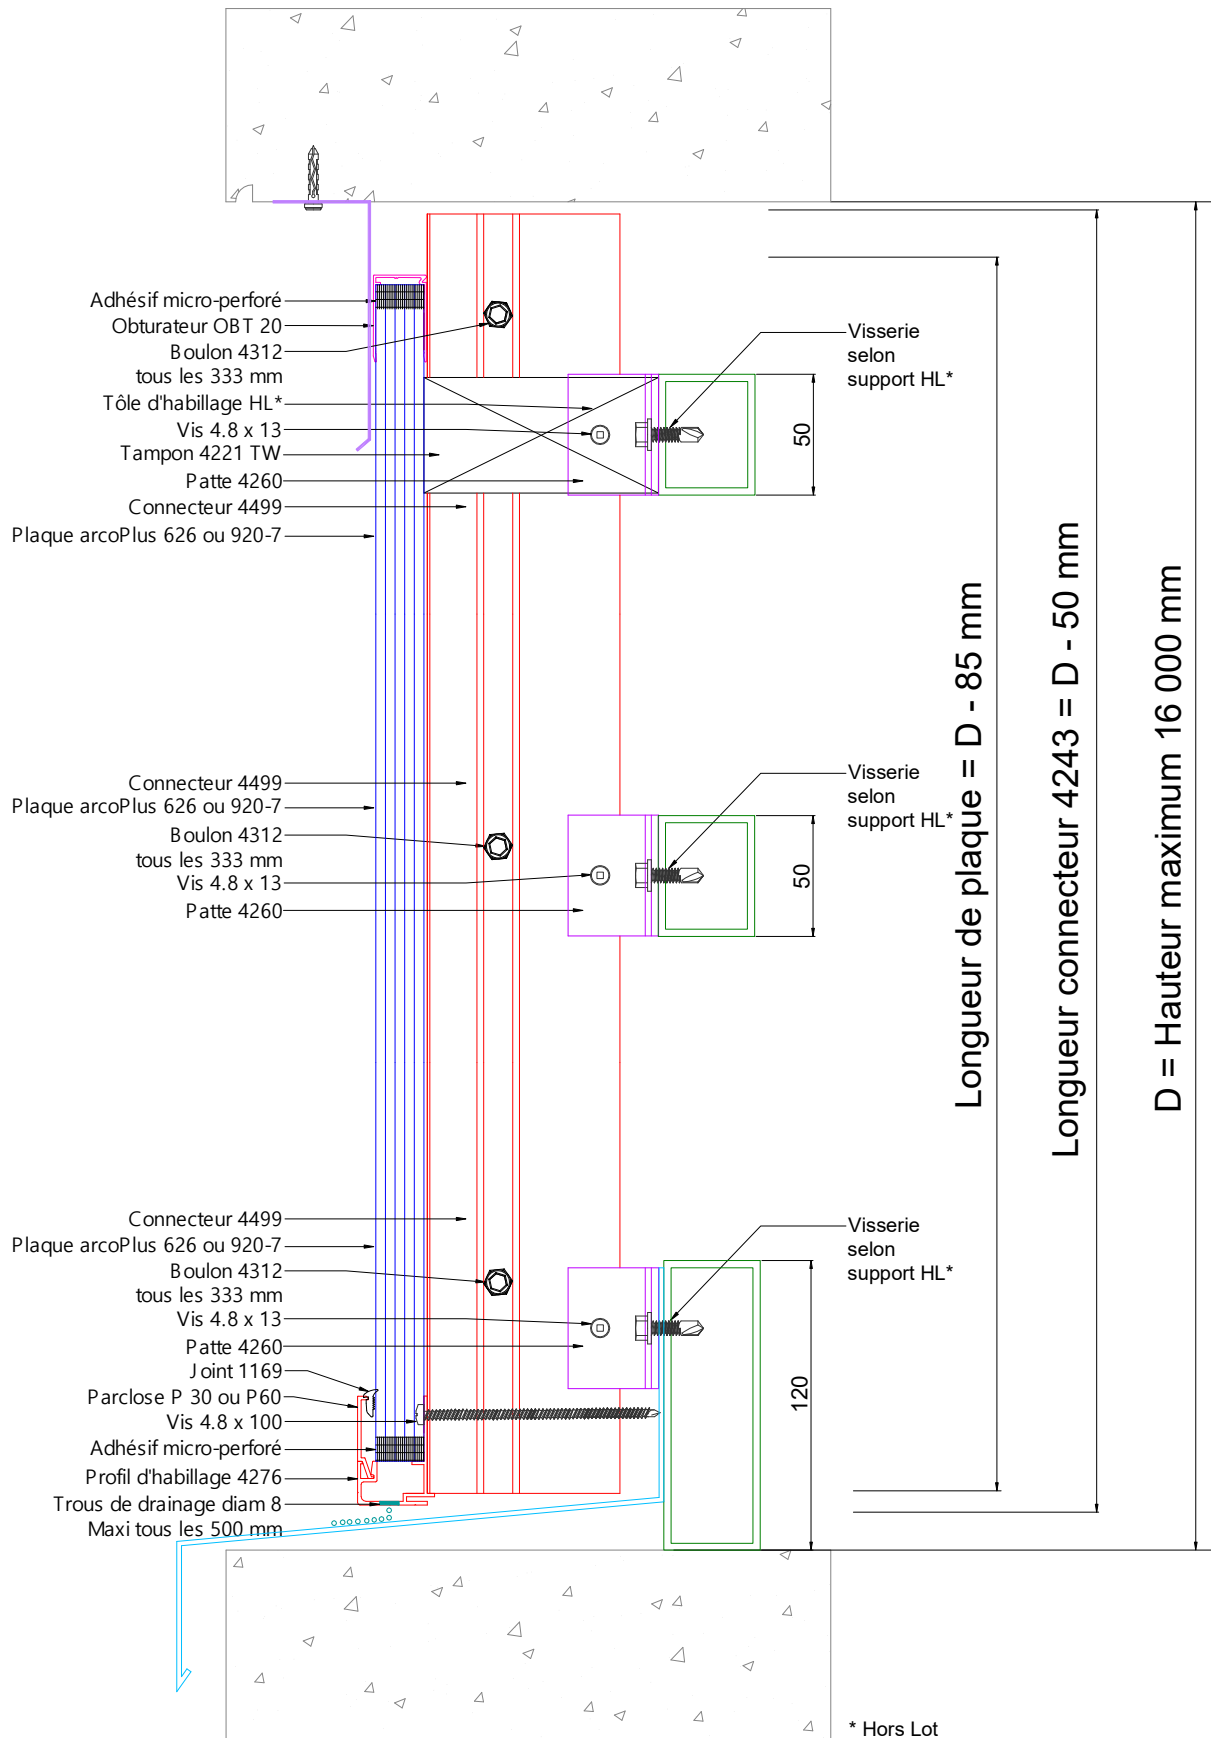 Adhésif micro-perforé
Obturateur OBT 20
Boulon 4312
tous les 333 mm
Tôle d'habillage HL*
Vis 4.8 x 13
Tampon 4221 TW
Patte 4260
Connecteur 4499
Plaque arcoPlus 626 ou 920-7
Visserie
selon
support HL*
50
Connecteur 4499
Plaque arcoPlus 626 ou 920-7
Boulon 4312
tous les 333 mm
Vis 4.8 x 13
Patte 4260
Visserie
selon
support HL*
50
Connecteur 4499
Plaque arcoPlus 626 ou 920-7
Boulon 4312
tous les 333 mm
Vis 4.8 x 13
Patte 4260
Joint 1169
Parclose P 30 ou P60
Vis 4.8 x 100
Adhésif micro-perforé
Profil d'habillage 4276
Trous de drainage diam 8
Maxi tous les 500 mm
Visserie
selon
support HL*
120
Longueur de plaque = D - 85 mm
Longueur connecteur 4243 = D - 50 mm
D = Hauteur maximum 16 000 mm
* Hors Lot